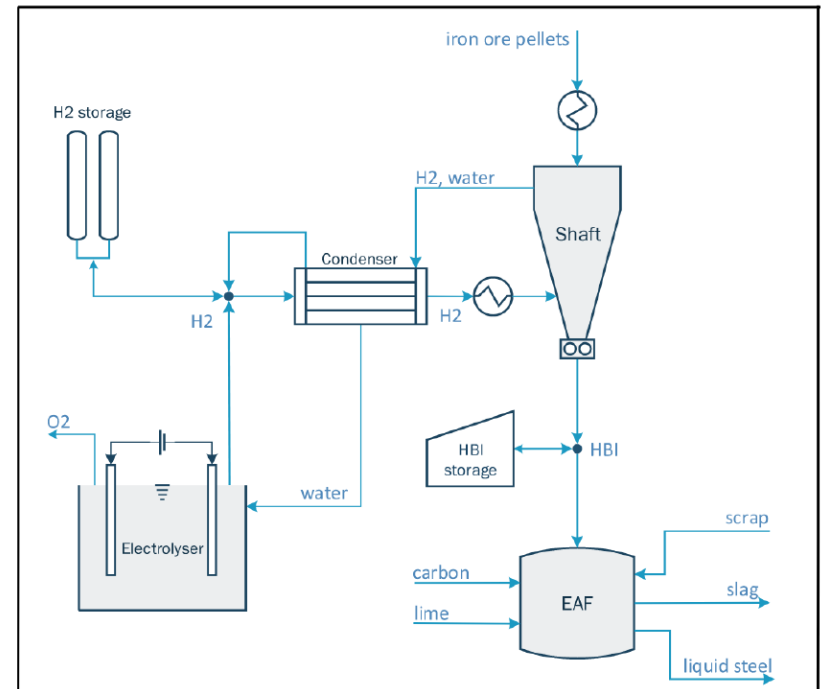 iron ore pellets
H2 storage
H2, water
Shaft
Condenser
H2
H2
O2
HBI
storage
HBI
water
Electrolyser
scrap
carbon
EAF
slag
lime
liquid steel